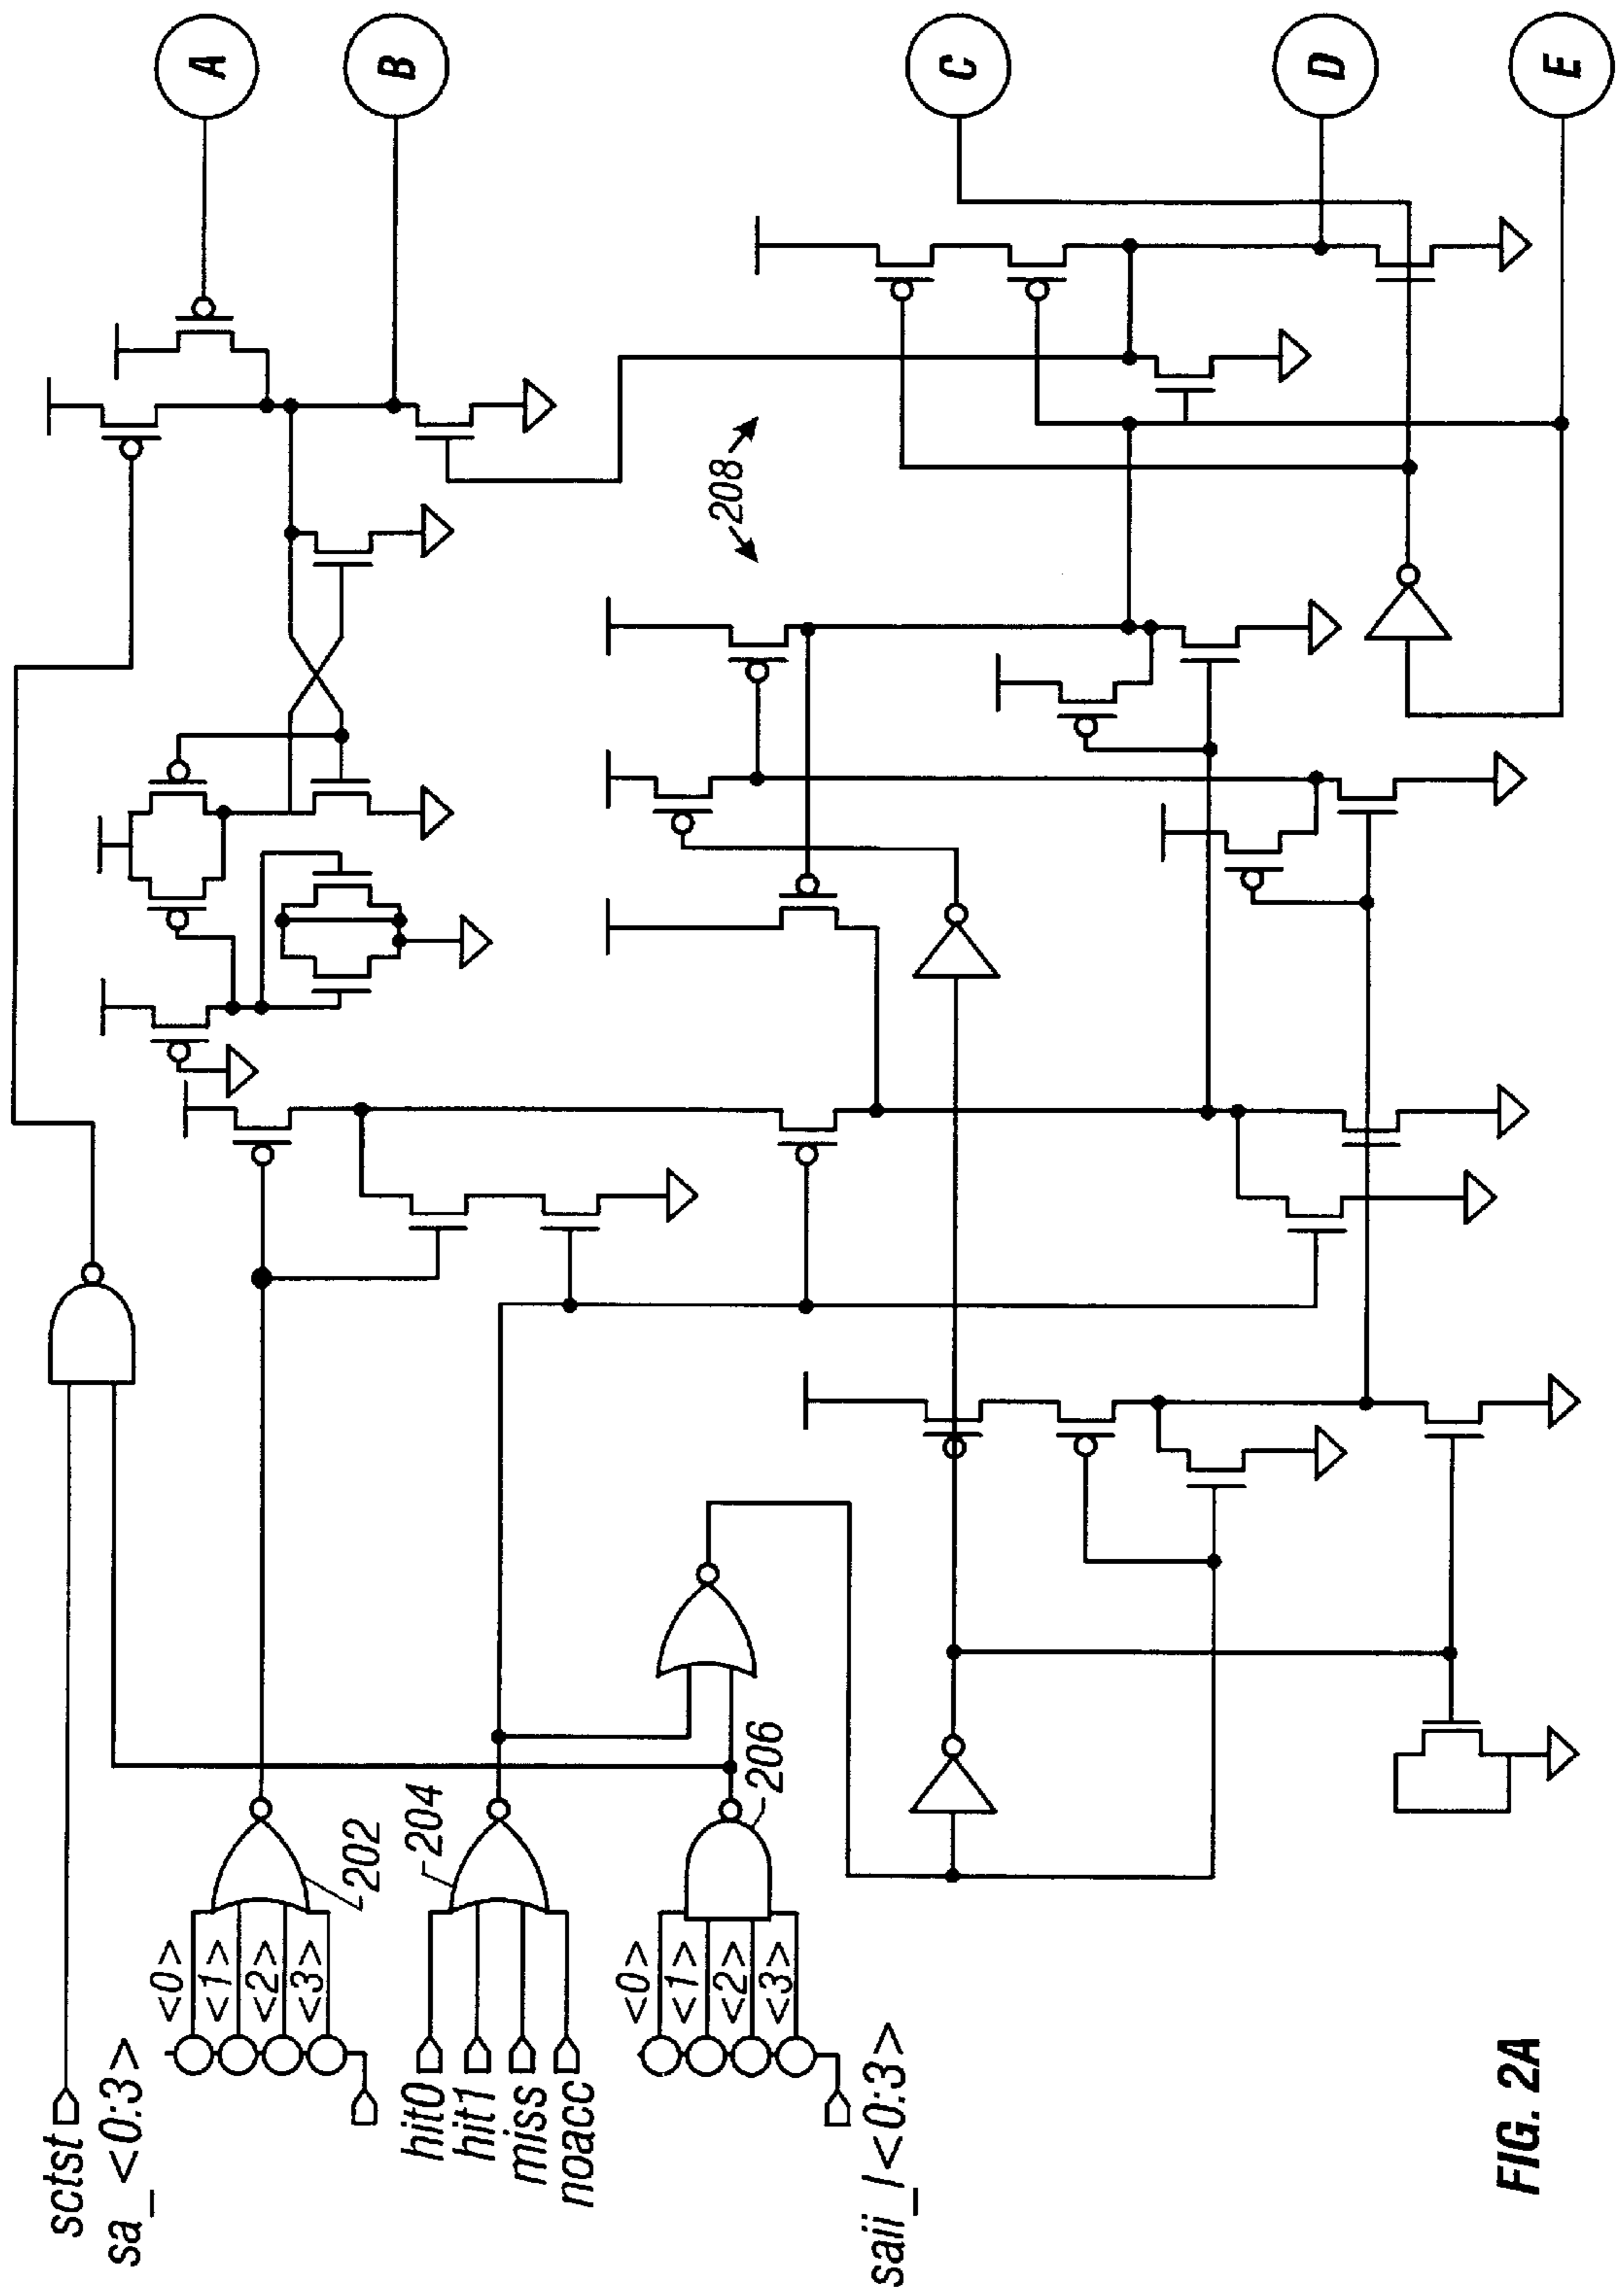 A
B
C
D
E
208
202
204
206
<0>
<1>
<2>
<3>
<0>
<1>
<2>
<3>
sctst
sa_<0:3>
hit0
hit1
miss
noacc
saii_l<0:3>
FIG. 2A